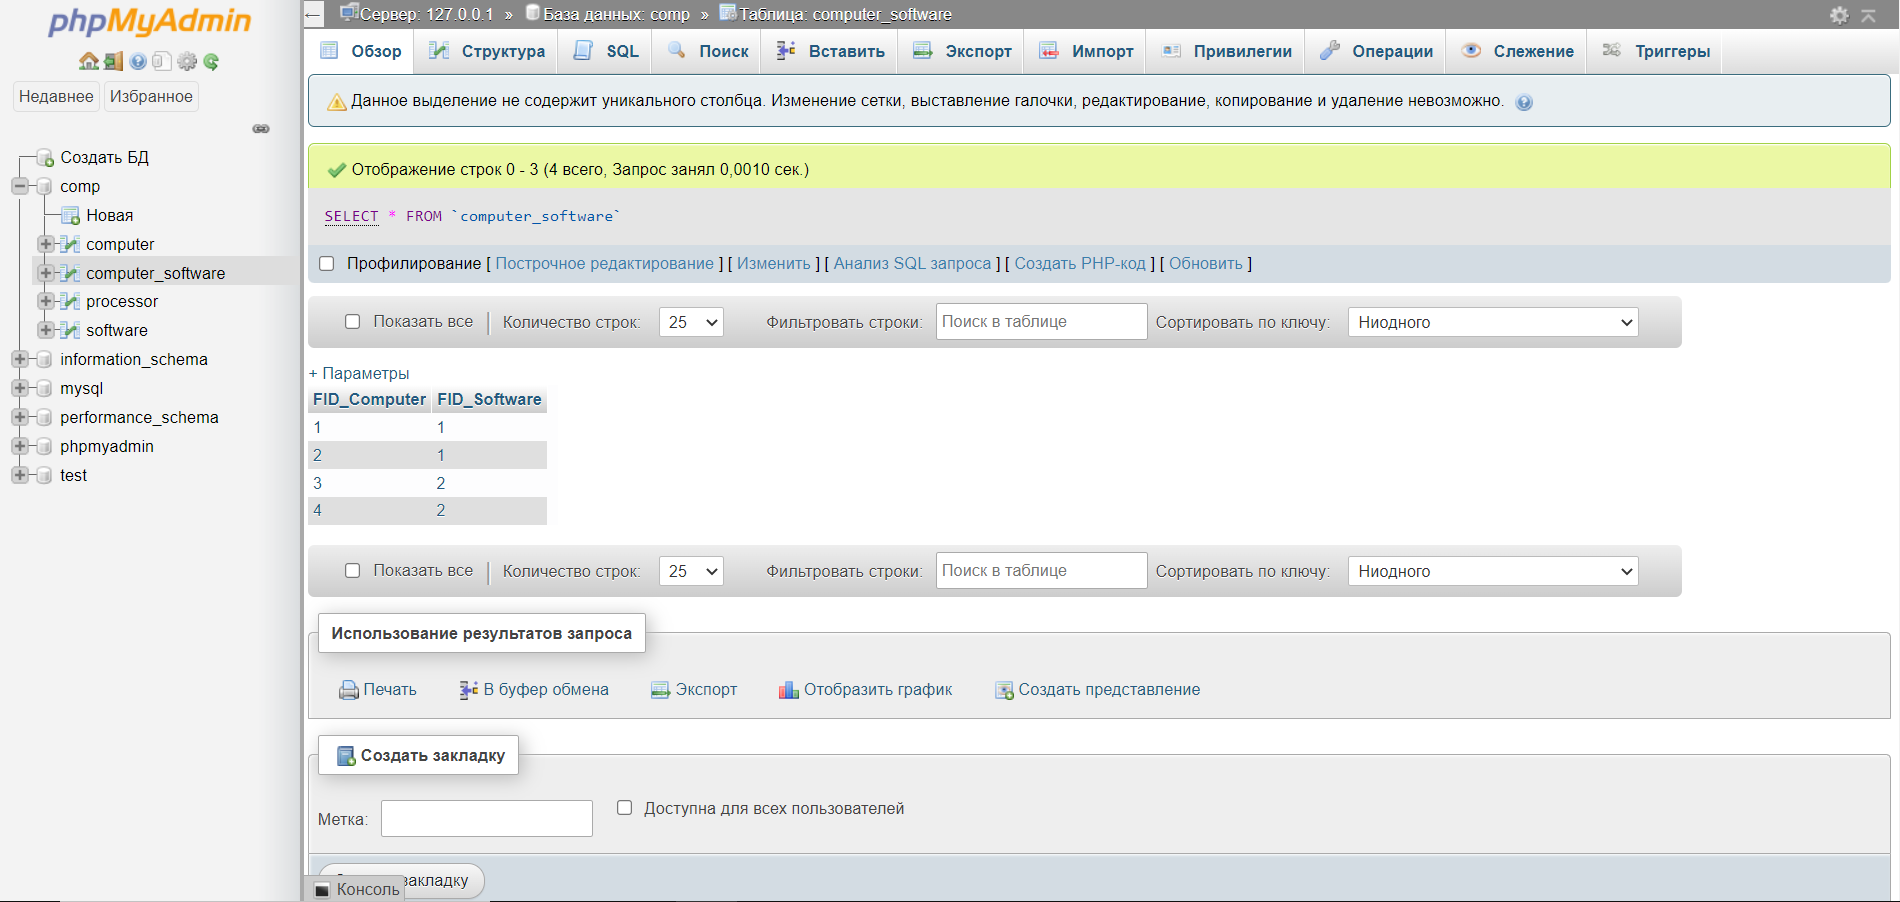 phpMyAdmin
Недавнее
Избранное
Создать БД
comp
Новая
computer
computer_software
processor
software
information_schema
mysql
performance_schema
phpmyadmin
test
Сервер: 127.0.0.1 » База данных: comp » Таблица: computer_software
Обзор Структура SQL Поиск Вставить Экспорт Импорт Привилегии Операции Слежение Триггеры
Данное выделение не содержит уникального столбца. Изменение сетки, выставление галочки, редактирование, копирование и удаление невозможно.
Отображение строк 0 - 3 (4 всего, Запрос занял 0,0010 сек.)
SELECT * FROM `computer_software`
Профилирование [ Построчное редактирование ] [ Изменить ] [ Анализ SQL запроса ] [ Создать PHP-код ] [ Обновить ]
Показать все | Количество строк: 25 Фильтровать строки: Поиск в таблице Сортировать по ключу: Ниодного
+ Параметры
FID_Computer FID_Software
1 1
2 1
3 2
4 2
Показать все | Количество строк: 25 Фильтровать строки: Поиск в таблице Сортировать по ключу: Ниодного
Использование результатов запроса
Печать В буфер обмена Экспорт Отобразить график Создать представление
Создать закладку
Метка: Доступна для всех пользователей
закладку
Консоль